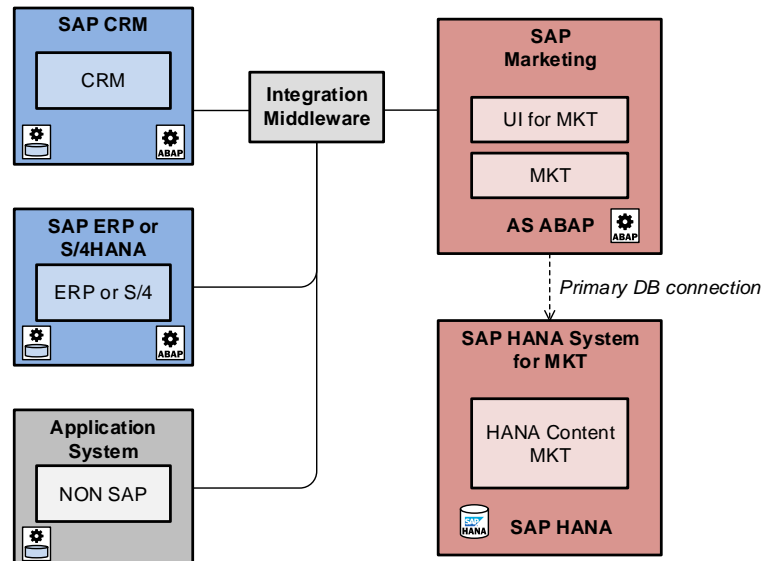 SAP CRM
CRM
ABAP
SAP ERP or
S/4HANA
ERP or S/4
ABAP
Application
System
NON SAP
Integration
Middleware
SAP
Marketing
UI for MKT
MKT
AS ABAP
ABAP
Primary DB connection
SAP HANA System
for MKT
HANA Content
MKT
SAP
HANA
SAP HANA